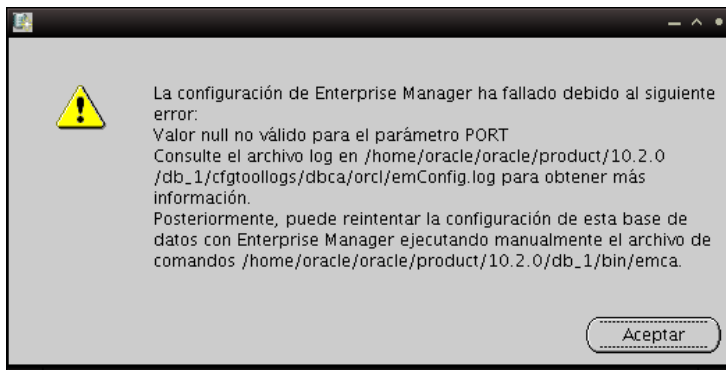 La configuración de Enterprise Manager ha fallado debido al siguiente
error:
Valor null no válido para el parámetro PORT
Consulte el archivo log en /home/oracle/oracle/product/10.2.0
/db_1/cfgtoollogs/dbca/orcl/emConfig.log para obtener más
información.
Posteriormente, puede reintentar la configuración de esta base de
datos con Enterprise Manager ejecutando manualmente el archivo de
comandos /home/oracle/oracle/product/10.2.0/db_1/bin/emca.
Aceptar